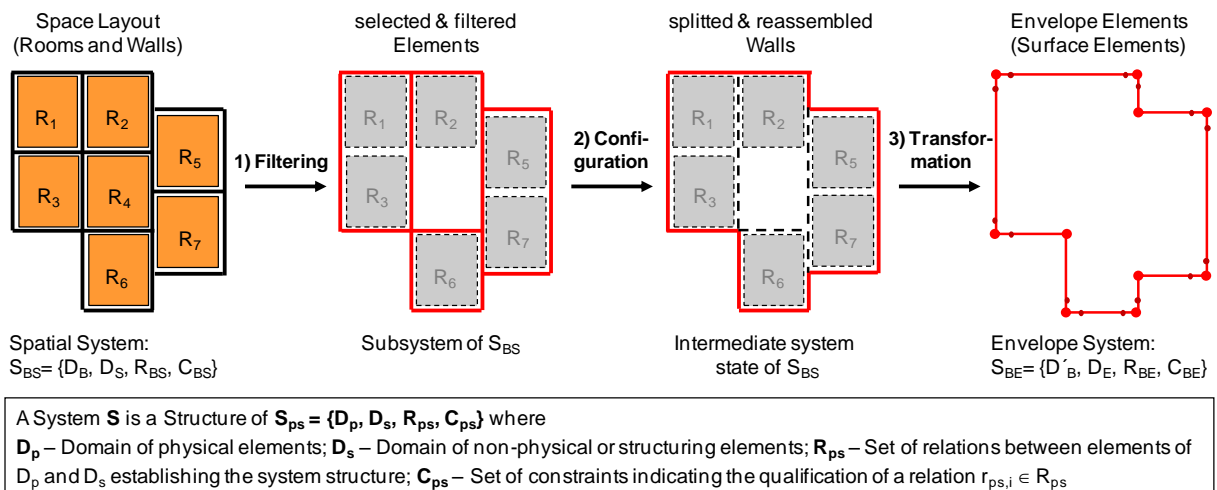 Space Layout
(Rooms and Walls)
selected & filtered
Elements
splitted & reassembled
Walls
Envelope Elements
(Surface Elements)
R1
R2
R5
R3
R4
R7
R6
1) Filtering
R1
R2
R5
R3
R7
R6
2) Confi-
guration
R1
R2
R5
R3
R7
R6
3) Transfor-
mation
Spatial System:
SBS= {DB, DS, RBS, CBS}
Subsystem of SBS
Intermediate system
state of SBS
Envelope System:
SBE= {D´B, DE, RBE, CBE}
A System S is a Structure of Sps = {Dp, Ds, Rps, Cps} where
Dp – Domain of physical elements; Ds – Domain of non-physical or structuring elements; Rps – Set of relations between elements of
Dp and Ds establishing the system structure; Cps – Set of constraints indicating the qualification of a relation rps,i ∈ Rps